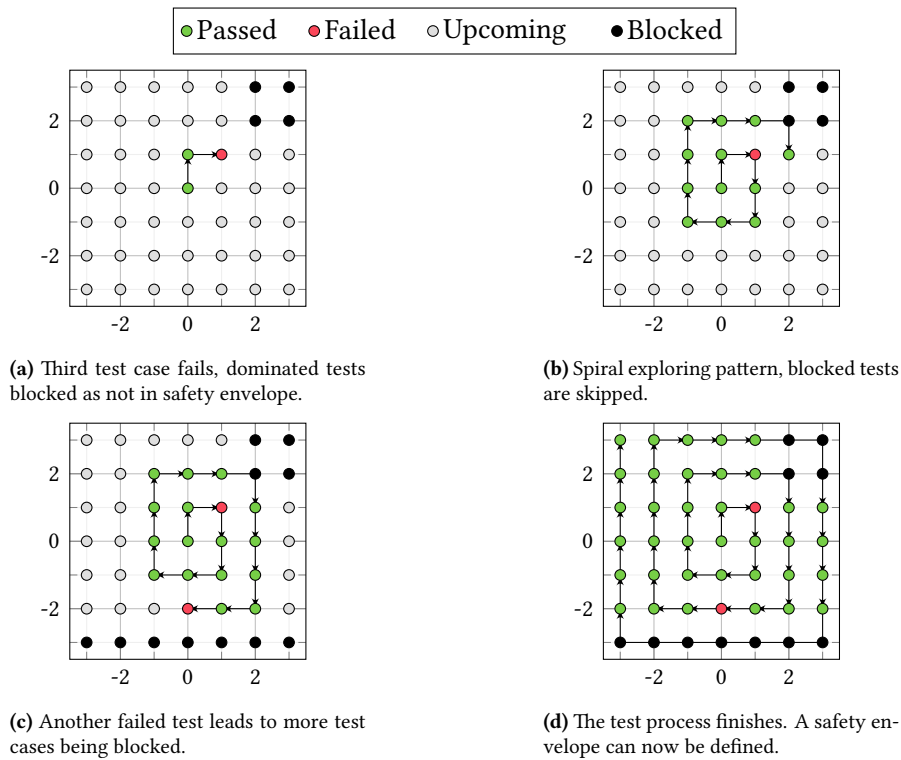 Passed Failed Upcoming Blocked
2
0
-2
-2 0 2
2
0
-2
-2 0 2
(a) Third test case fails, dominated tests
blocked as not in safety envelope.
(b) Spiral exploring pattern, blocked tests
are skipped.
2
0
-2
-2 0 2
2
0
-2
-2 0 2
(c) Another failed test leads to more test
cases being blocked.
(d) The test process finishes. A safety en-
velope can now be defined.